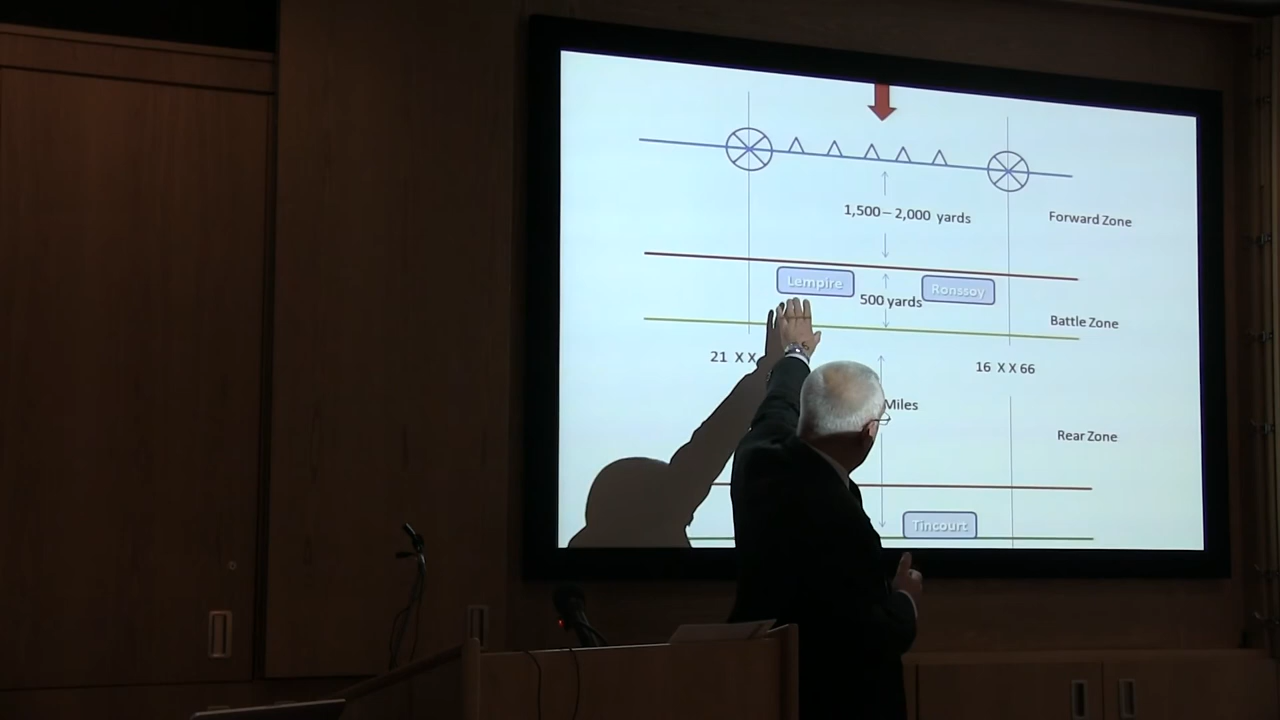 1,500 – 2,000 yards
Forward Zone
Lempire
Ronssoy
500 yards
Battle Zone
21 X X
16 X X 66
Miles
Rear Zone
Tincourt